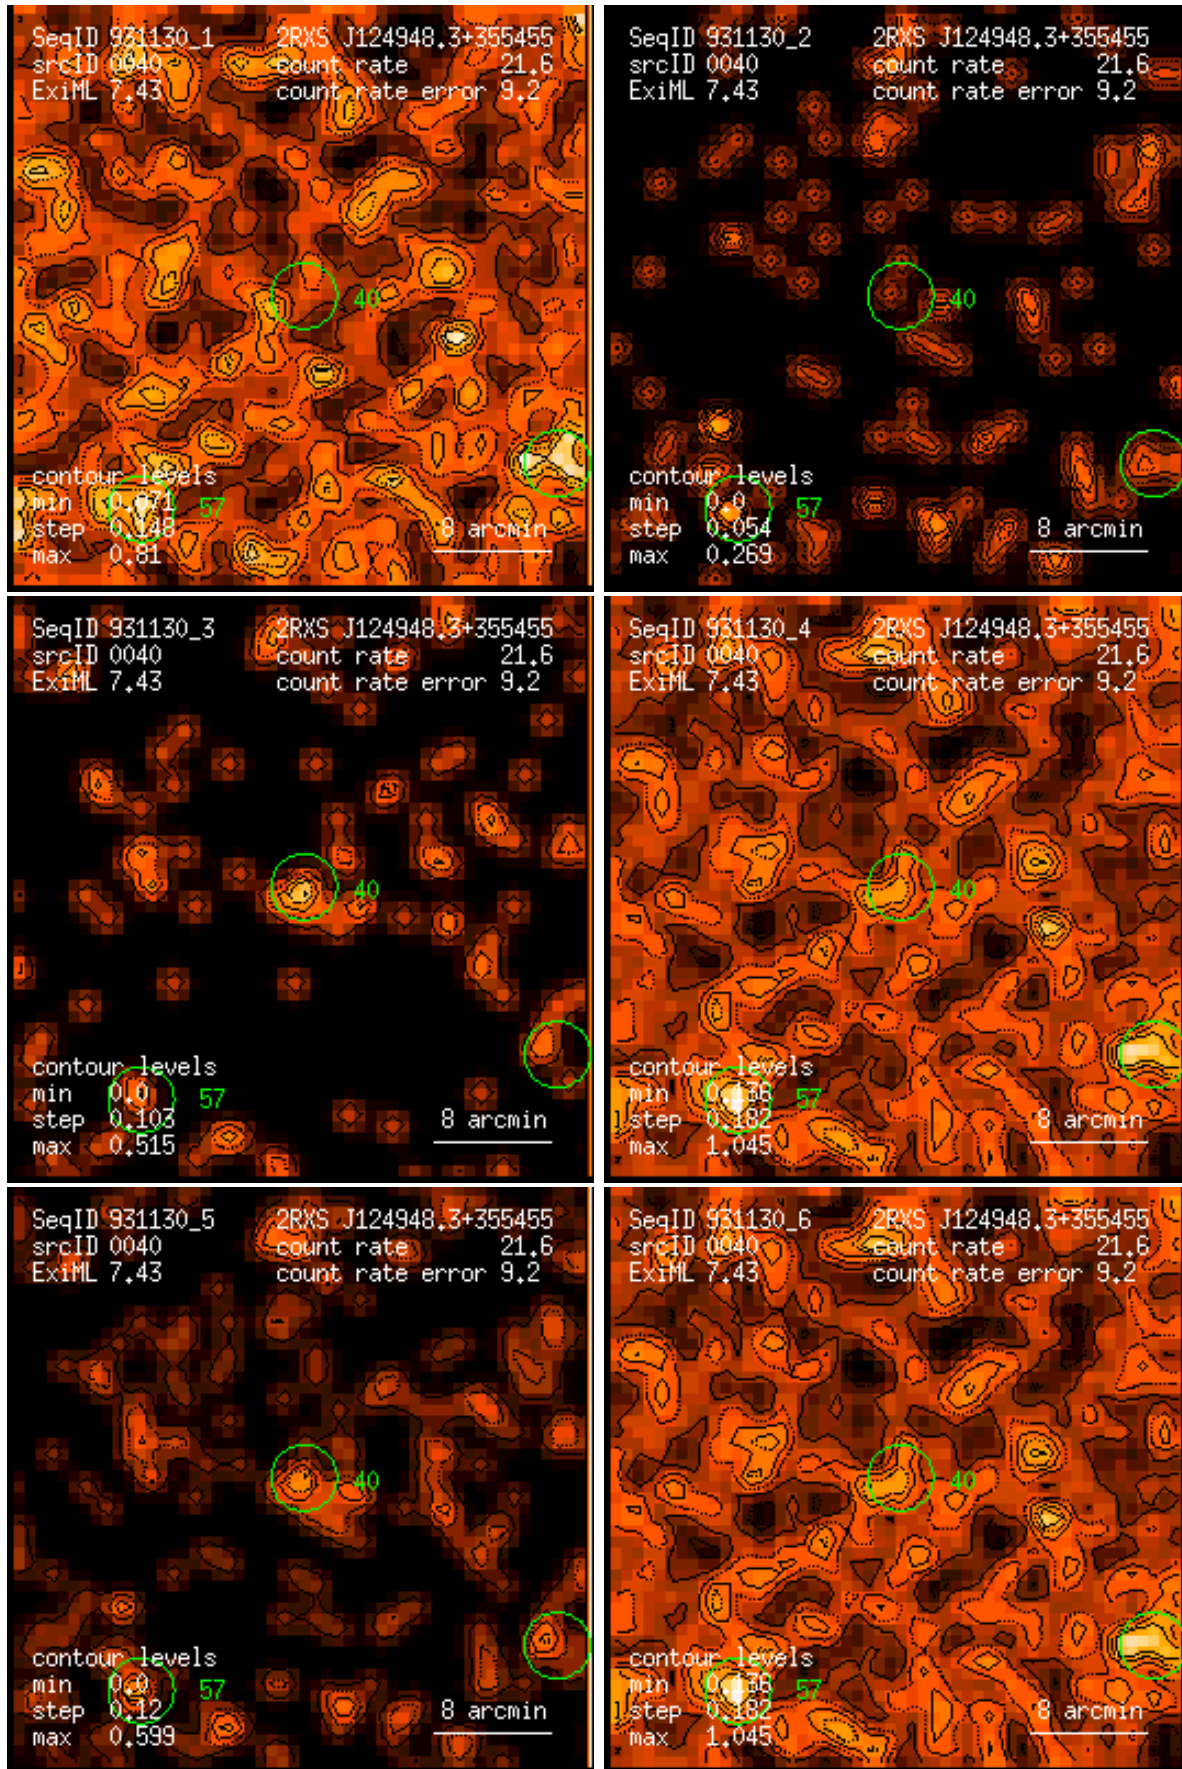 SeqID 931130_1 2RXS J124948.3+355455
srcID 0040 count rate 21.6
ExiML 7.43 count rate error 9.2
40
contour levels
min 0.071 57
step 0.148 8 arcmin
max 0.81
SeqID 931130_2 2RXS J124948.3+355455
srcID 0040 count rate 21.6
ExiML 7.43 count rate error 9.2
40
contour levels
min 0.0 57
step 0.054 8 arcmin
max 0.269
SeqID 931130_3 2RXS J124948.3+355455
srcID 0040 count rate 21.6
ExiML 7.43 count rate error 9.2
40
contour levels
min 0.0 57
step 0.103 8 arcmin
max 0.515
SeqID 931130_4 2RXS J124948.3+355455
srcID 0040 count rate 21.6
ExiML 7.43 count rate error 9.2
40
contour levels
min 0.136 57
step 0.182 8 arcmin
max 1.045
SeqID 931130_5 2RXS J124948.3+355455
srcID 0040 count rate 21.6
ExiML 7.43 count rate error 9.2
40
contour levels
min 0.0 57
step 0.12 8 arcmin
max 0.599
SeqID 931130_6 2RXS J124948.3+355455
srcID 0040 count rate 21.6
ExiML 7.43 count rate error 9.2
40
contour levels
min 0.136 57
step 0.182 8 arcmin
max 1.045